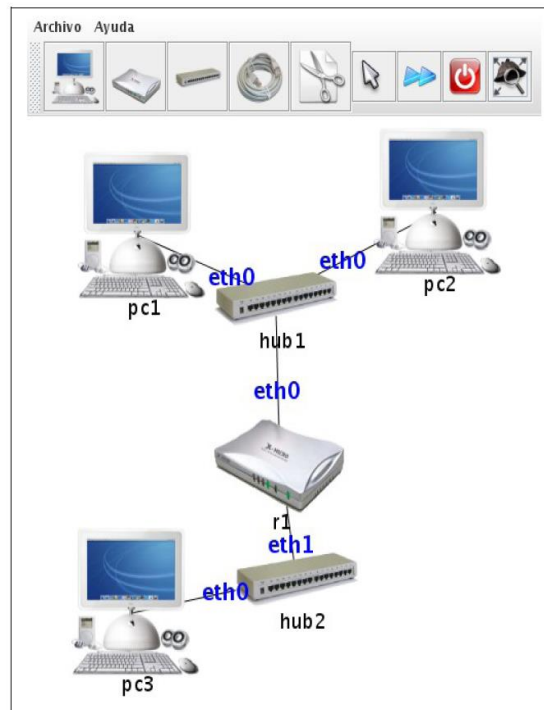 Archivo Ayuda
eth0
eth0
pc1
pc2
hub1
eth0
r1
eth1
eth0
hub2
pc3